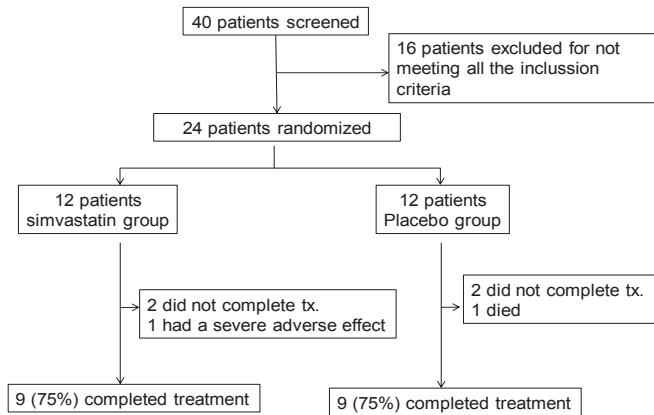 40 patients screened
16 patients excluded for not
meeting all the inclussion
criteria
24 patients randomized
12 patients
simvastatin group
12 patients
Placebo group
2 did not complete tx.
1 had a severe adverse effect
2 did not complete tx.
1 died
9 (75%) completed treatment
9 (75%) completed treatment